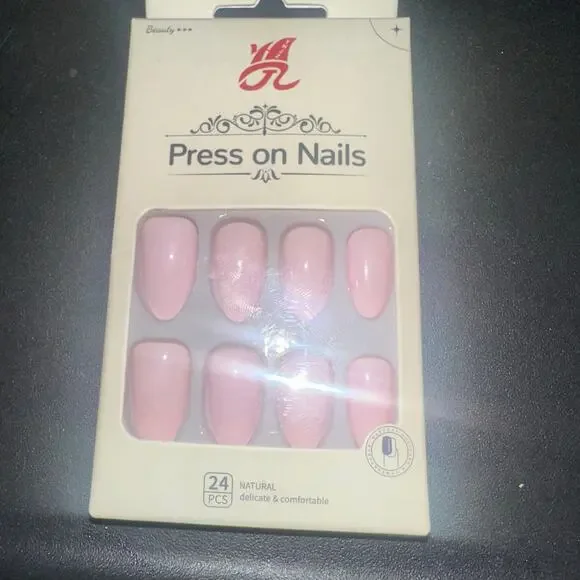 Beauty
Press on Nails
24
PCS
NATURAL
delicate & comfortable